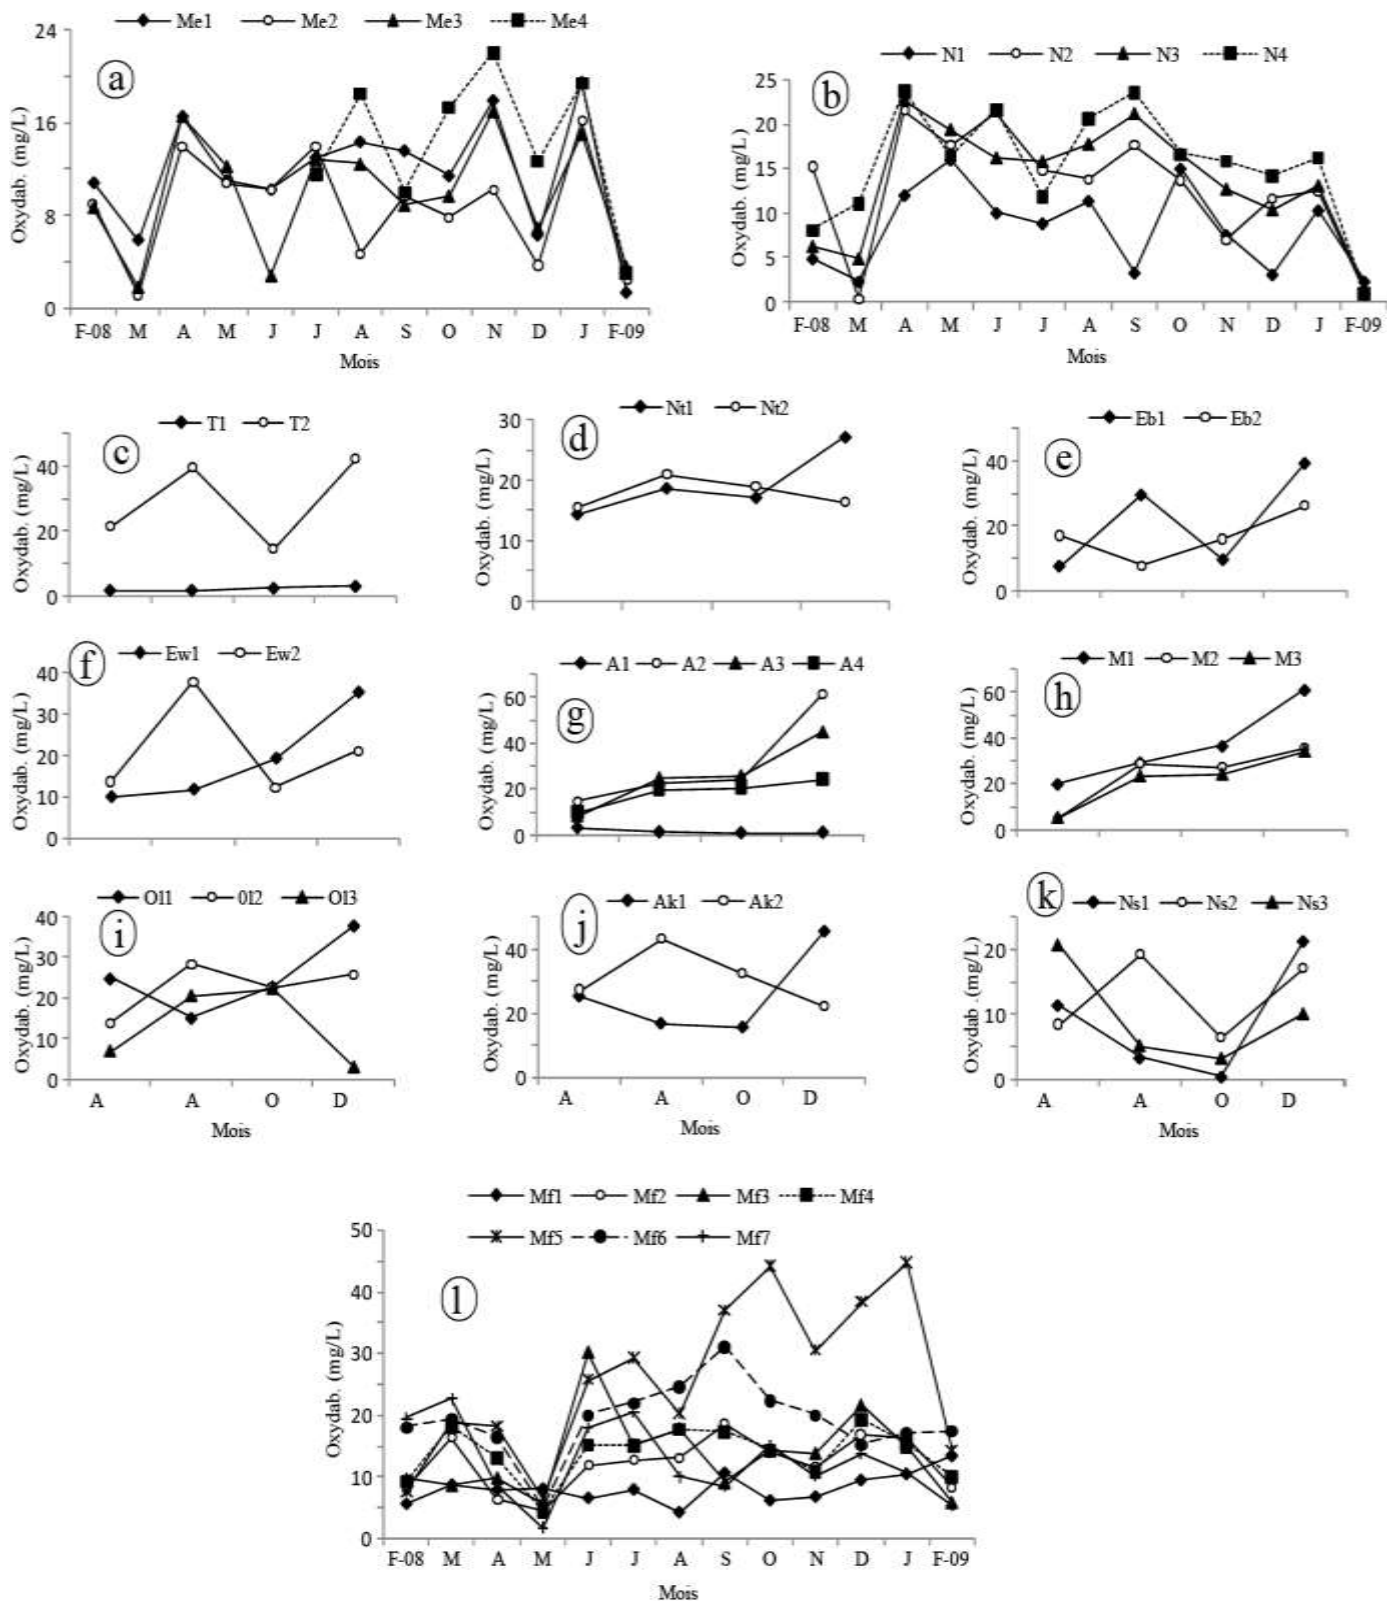 Me1 Me2 Me3 Me4
24
16
8
0
Oxydab. (mg/L)
a
F-08 M A M J J A S O N D J F-09
Mois
N1 N2 N3 N4
25
20
15
10
5
0
Oxydab. (mg/L)
b
F-08 M A M J J A S O N D J F-09
Mois
T1 T2
40
20
0
Oxydab. (mg/L)
c
Nt1 Nt2
30
20
10
0
Oxydab. (mg/L)
d
Eb1 Eb2
40
20
0
Oxydab. (mg/L)
e
Ew1 Ew2
40
30
20
10
0
Oxydab. (mg/L)
f
A1 A2 A3 A4
60
40
20
0
Oxydab. (mg/L)
g
M1 M2 M3
60
40
20
0
Oxydab. (mg/L)
h
Ol1 0l2 Ol3
40
30
20
10
0
Oxydab. (mg/L)
i
A A O D
Mois
Ak1 Ak2
40
20
0
Oxydab. (mg/L)
j
A A O D
Mois
Ns1 Ns2 Ns3
20
10
0
Oxydab .(mg/L)
k
A A O D
Mois
Mf1 Mf2 Mf3 Mf4
Mf5 Mf6 Mf7
50
40
30
20
10
0
Oxydab. (mg/L)
l
F-08 M A M J J A S O N D J F-09
Mois